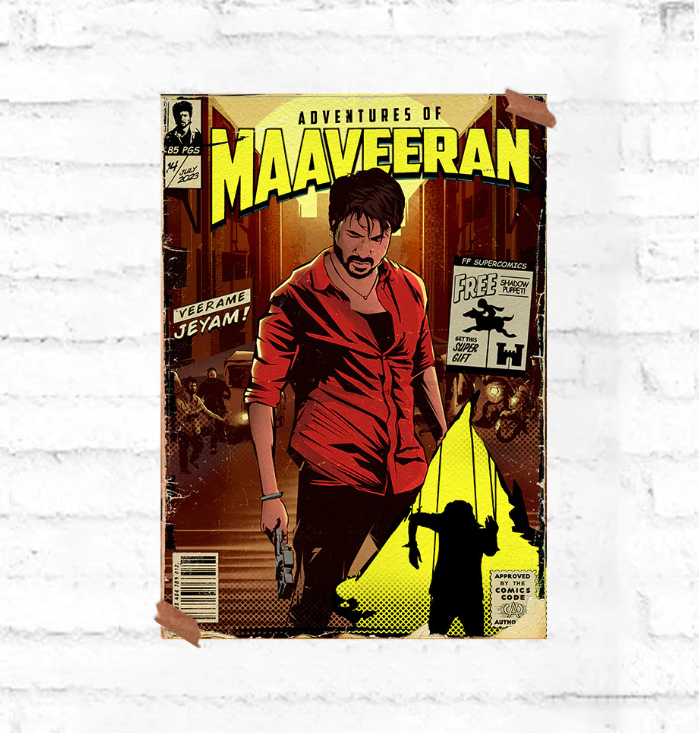 ADVENTURES OF
MAAVEERAN
85 PGS
14
JULY
2023
FF SUPERCOMICS
FREE
SHADOW
PUPPET!
GET THIS
SUPER
GIFT
"VEERAME
JEYAM!
APPROVED
BY THE
COMICS
CODE
AUTHO